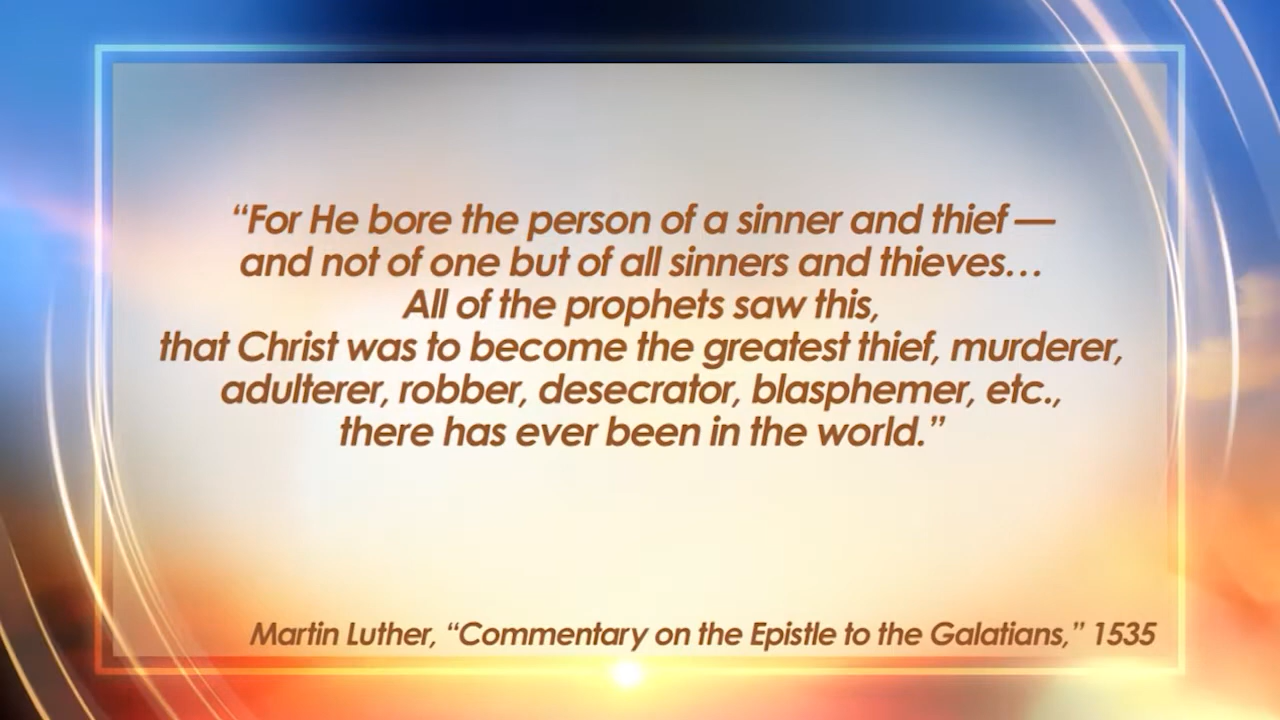 “For He bore the person of a sinner and thief —
and not of one but of all sinners and thieves…
All of the prophets saw this,
that Christ was to become the greatest thief, murderer,
adulterer, robber, desecrator, blasphemer, etc.,
there has ever been in the world.”
Martin Luther, “Commentary on the Epistle to the Galatians,” 1535